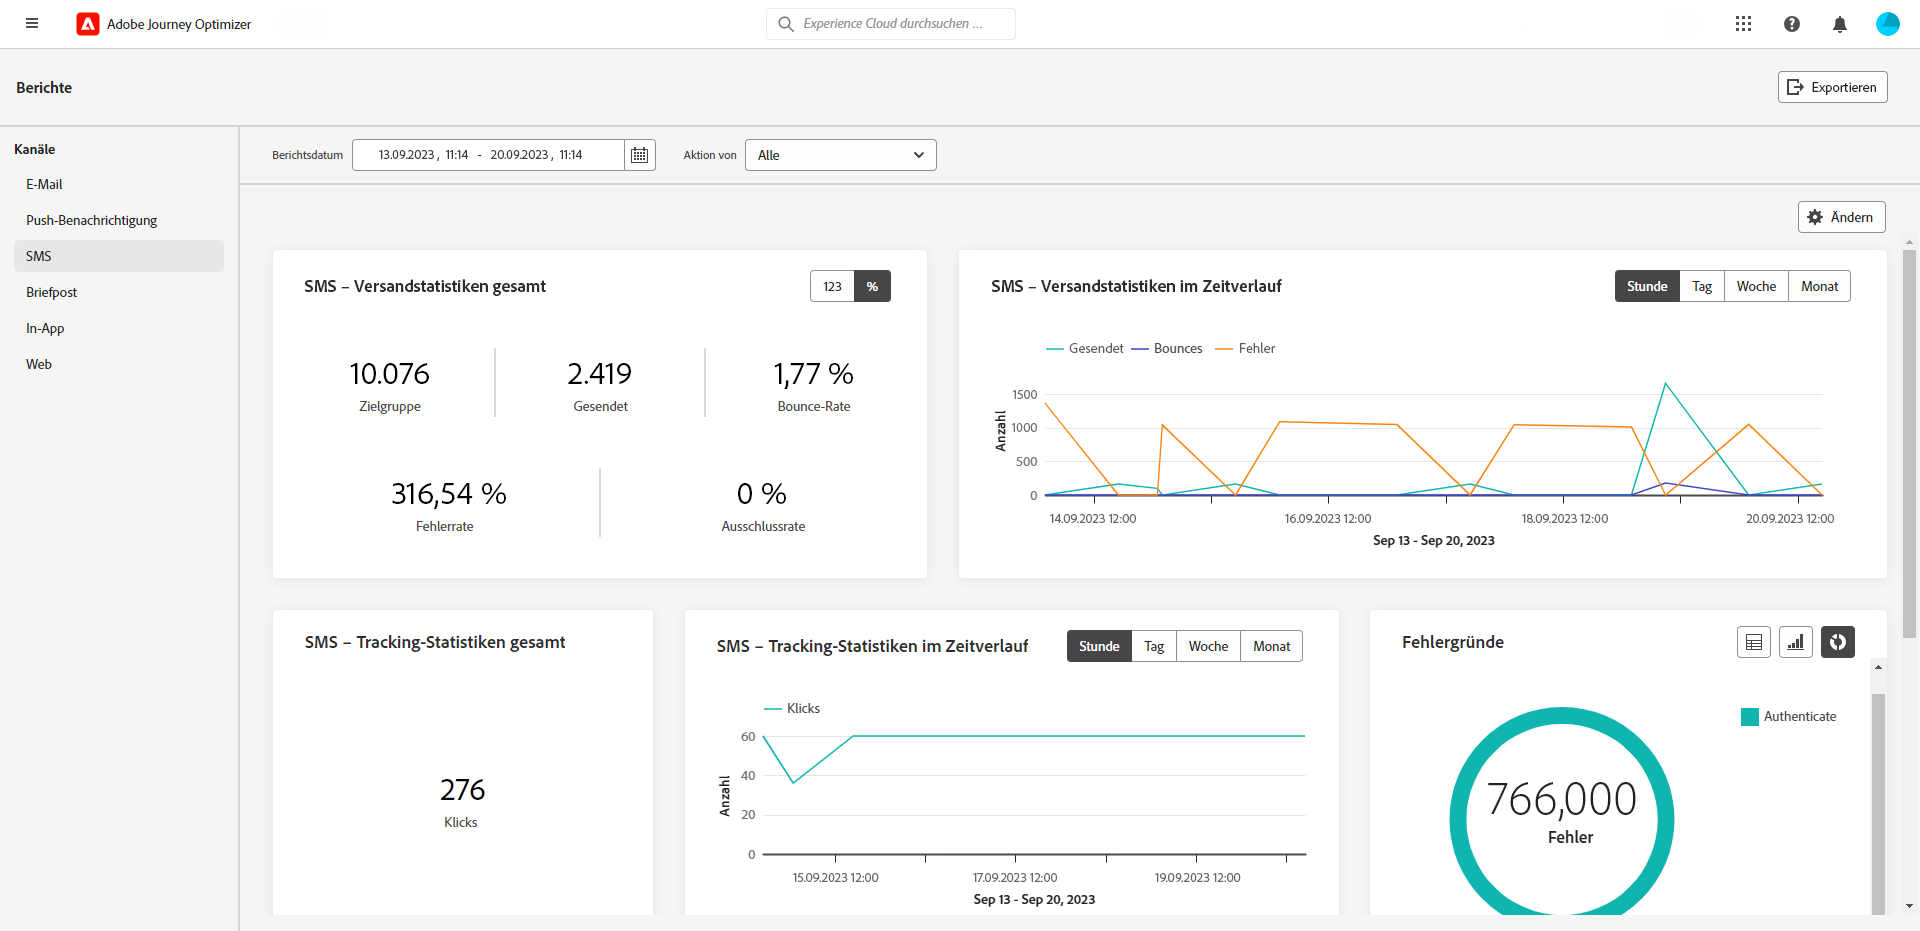 Adobe Journey Optimizer
Experience Cloud durchsuchen ...
Berichte
Exportieren
Kanäle
E-Mail
Push-Benachrichtigung
SMS
Briefpost
In-App
Web
Berichtsdatum
13.09.2023 , 11:14 - 20.09.2023 , 11:14
Aktion von
Alle
Ändern
SMS – Versandstatistiken gesamt
123
%
10.076
Zielgruppe
2.419
Gesendet
1,77 %
Bounce-Rate
316,54 %
Fehlerrate
0 %
Ausschlussrate
SMS – Versandstatistiken im Zeitverlauf
Stunde
Tag
Woche
Monat
Gesendet
Bounces
Fehler
Anzahl
1500
1000
500
0
14.09.2023 12:00
16.09.2023 12:00
18.09.2023 12:00
20.09.2023 12:00
Sep 13 - Sep 20, 2023
SMS – Tracking-Statistiken gesamt
276
Klicks
SMS – Tracking-Statistiken im Zeitverlauf
Stunde
Tag
Woche
Monat
Klicks
Anzahl
60
40
20
0
15.09.2023 12:00
17.09.2023 12:00
19.09.2023 12:00
Sep 13 - Sep 20, 2023
Fehlergründe
Authenticate
766,000
Fehler